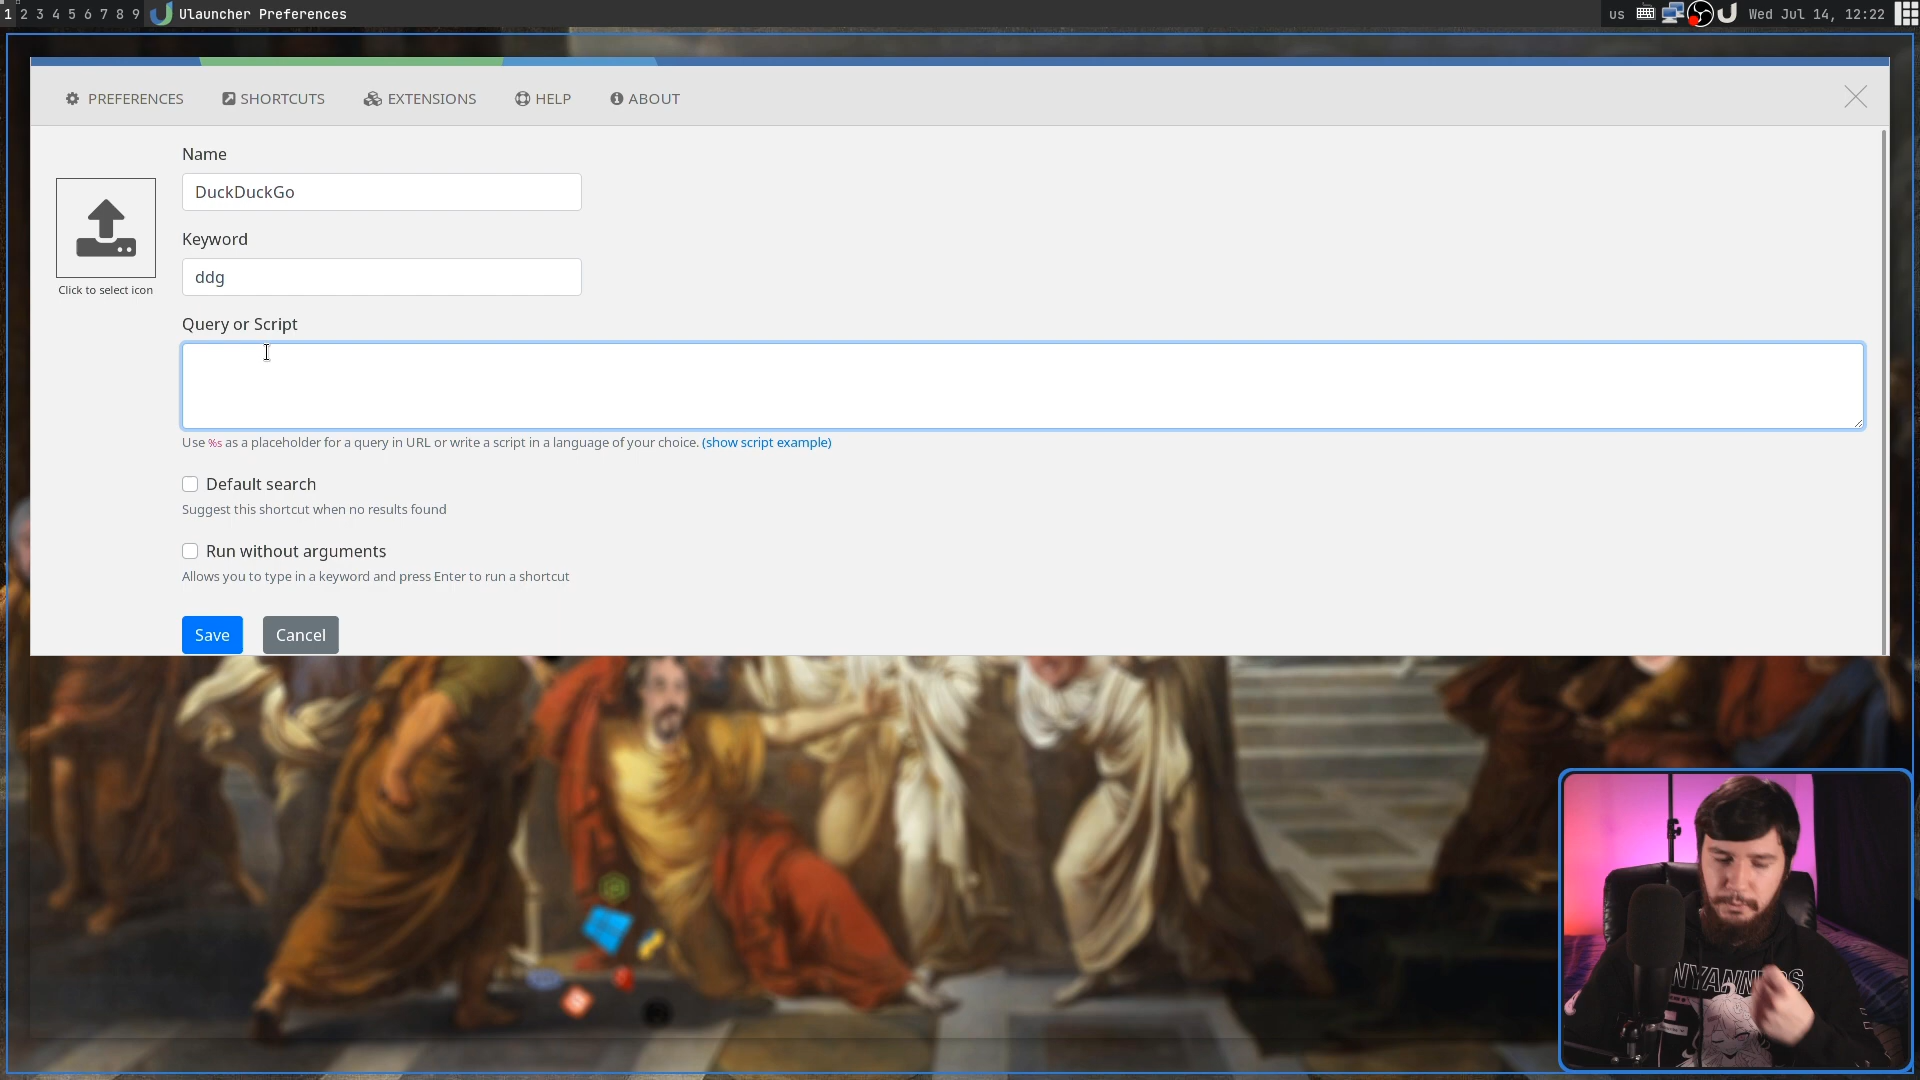 1 2 3 4 5 6 7 8 9 Ulauncher Preferences us Wed Jul 14, 12:22
PREFERENCES SHORTCUTS EXTENSIONS HELP ABOUT
Name
DuckDuckGo
Keyword
ddg
Click to select icon
Query or Script
Use %s as a placeholder for a query in URL or write a script in a language of your choice. (show script example)
Default search
Suggest this shortcut when no results found
Run without arguments
Allows you to type in a keyword and press Enter to run a shortcut
Save Cancel